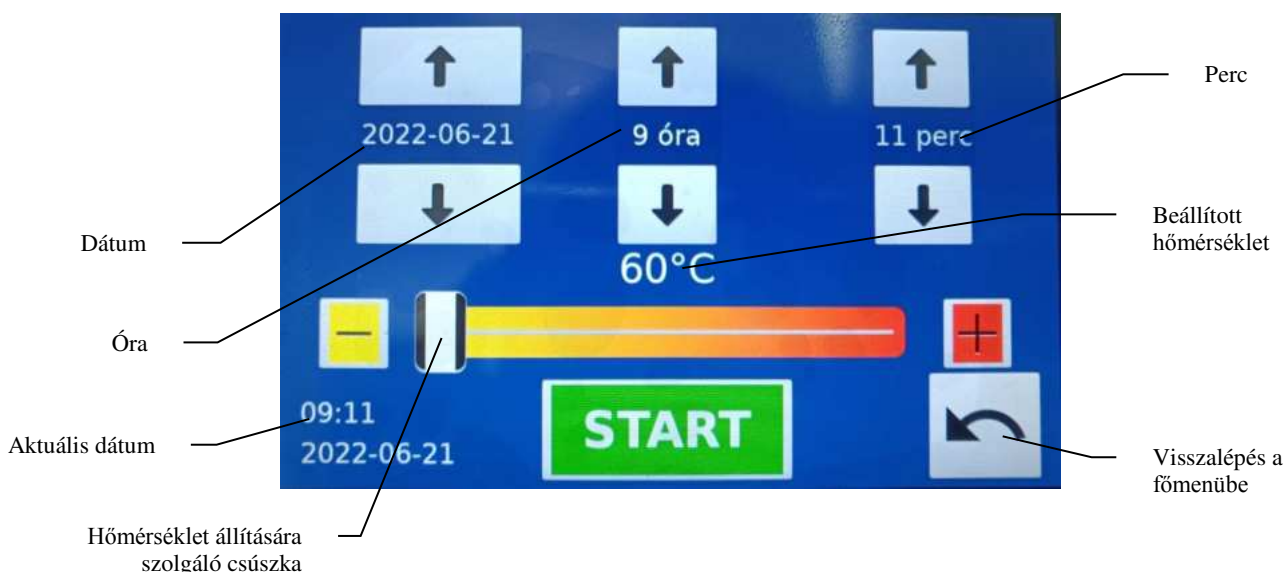 Perc
2022-06-21
9 óra
11 perc
Dátum
Beállított
hőmérséklet
60°C
Óra
09:11
2022-06-21
START
Aktuális dátum
Visszalépés a
főmenübe
Hőmérséklet állítására
szolgáló csúszka